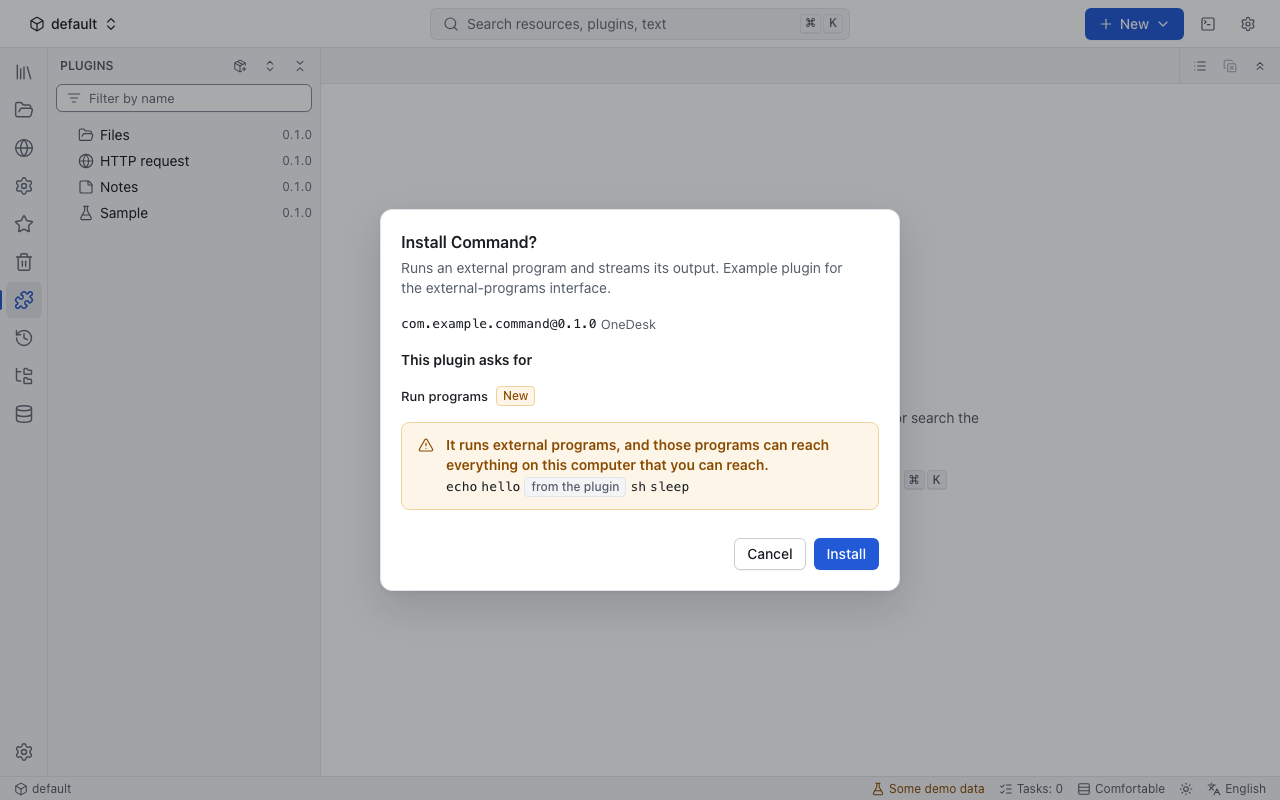 default
Search resources, plugins, text
⌘ K
New
PLUGINS
Filter by name
Files 0.1.0
HTTP request 0.1.0
Notes 0.1.0
Sample 0.1.0
Install Command?
Runs an external program and streams its output. Example plugin for
the external-programs interface.
com.example.command@0.1.0 OneDesk
This plugin asks for
Run programs New
It runs external programs, and those programs can reach
everything on this computer that you can reach.
echo hello from the plugin sh sleep
Cancel Install
or search the
⌘ K
default
Some demo data
Tasks: 0
Comfortable
English